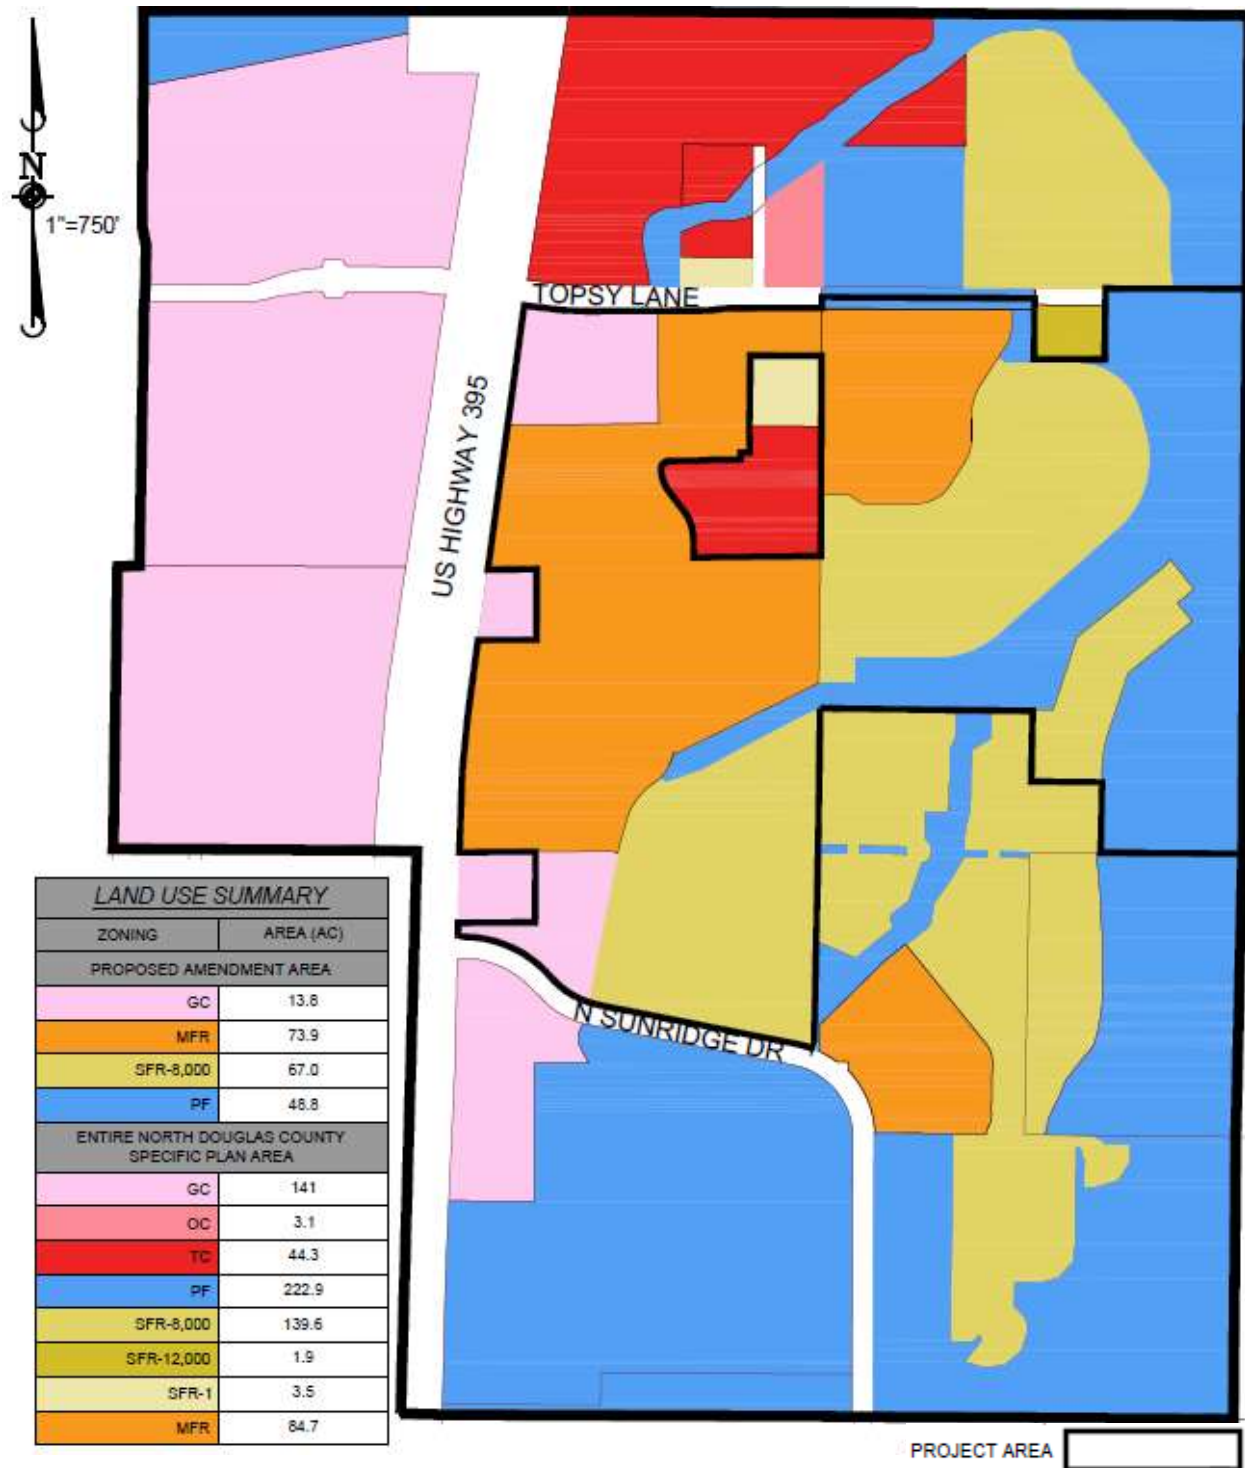 N
1"=750'
TOPSY LANE
US HIGHWAY 395
N SUNRIDGE DR
LAND USE SUMMARY
ZONING AREA (AC)
PROPOSED AMENDMENT AREA
GC 13.8
MFR 73.9
SFR-8,000 67.0
PF 48.8
ENTIRE NORTH DOUGLAS COUNTY
SPECIFIC PLAN AREA
GC 141
OC 3.1
TC 44.3
PF 222.9
SFR-8,000 139.6
SFR-12,000 1.9
SFR-1 3.5
MFR 84.7
PROJECT AREA